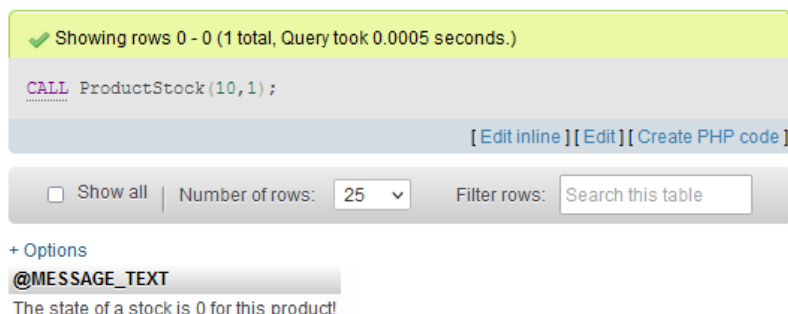 Showing rows 0 - 0 (1 total, Query took 0.0005 seconds.)
CALL ProductStock(10,1);
[ Edit inline ] [ Edit ] [ Create PHP code ]
Show all | Number of rows: 25 Filter rows: Search this table
+ Options
@MESSAGE_TEXT
The state of a stock is 0 for this product!